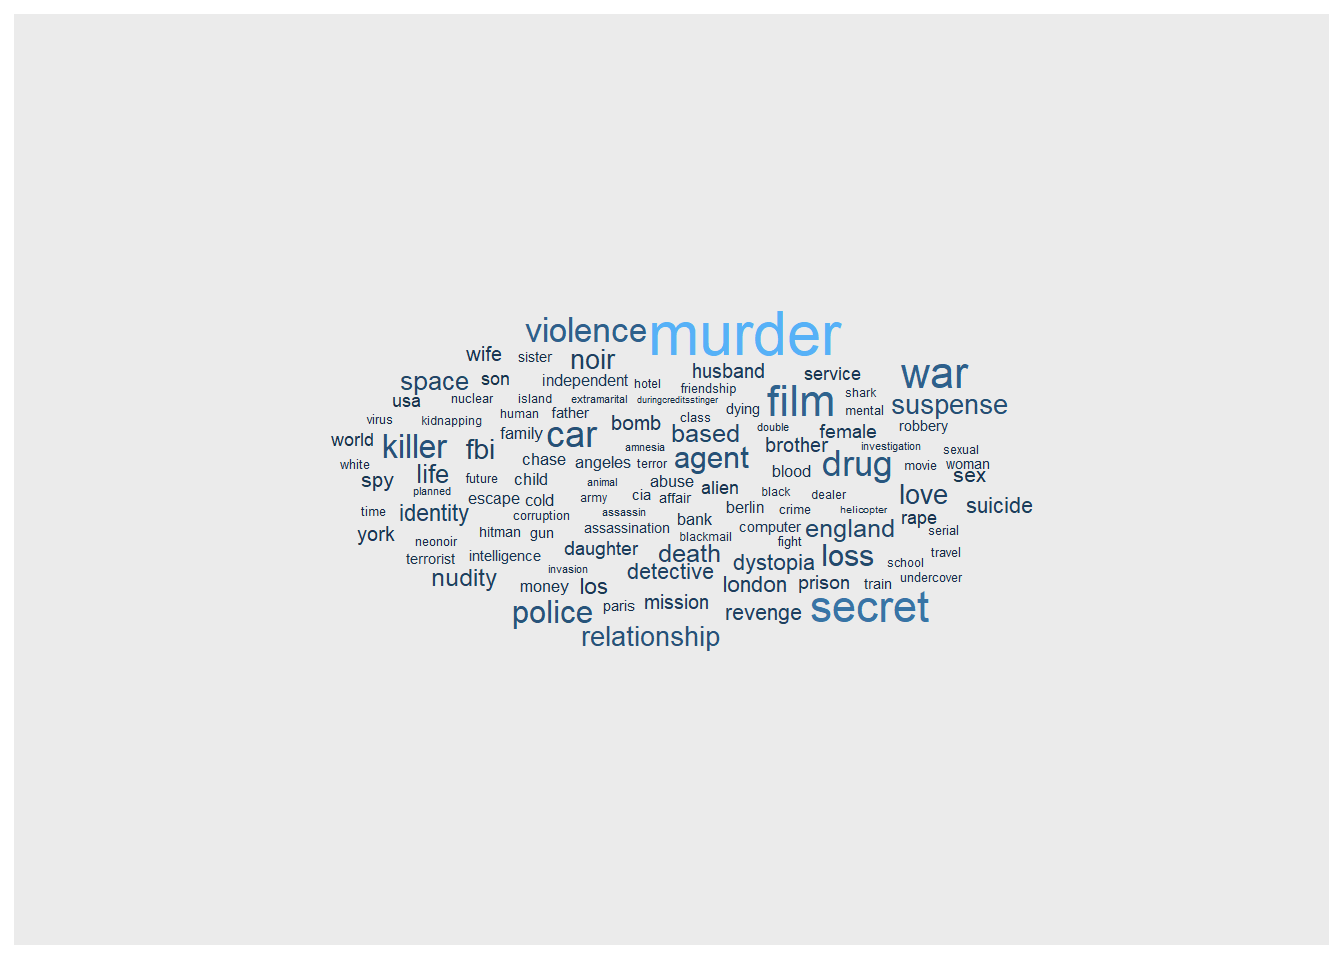 violence murder
wife sister noir husband service war
space son independent hotel friendship film shark suspense
usa nuclear island extramarital duringcreditsstinger dying mental
virus kidnapping human father bomb class double female robbery
world killer fbi family car amnesia based brother investigation sexual
white life chase angeles terror agent blood drug movie woman
spy planned future child animal abuse alien black dealer love sex
time identity escape cold army cia affair berlin crime helicopter rape suicide
york neonoir hitman corruption gun assassin assassination bank blackmail computer fight england serial
terrorist intelligence daughter death dystopia loss school travel
nudity invasion money los detective london prison train undercover
police paris mission revenge secret
relationship